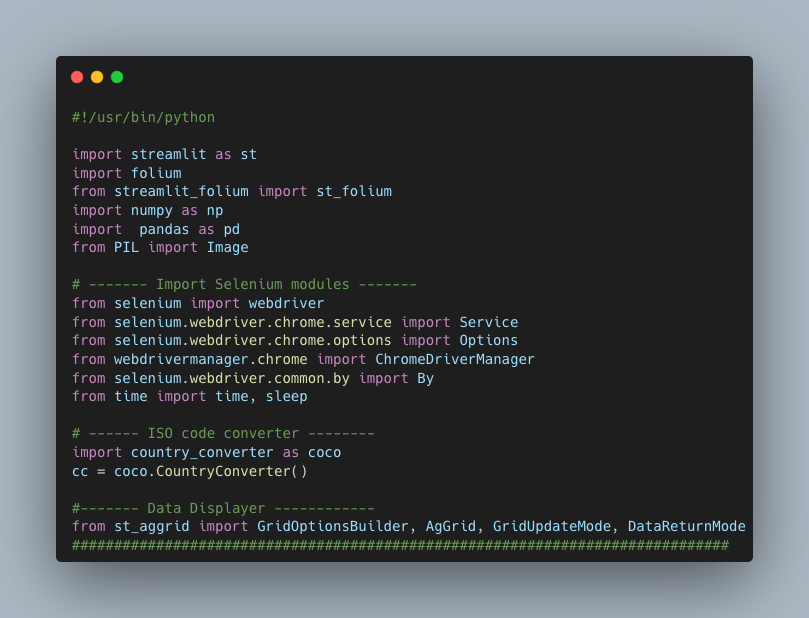 #!/usr/bin/python
import streamlit as st
import folium
from streamlit_folium import st_folium
import numpy as np
import  pandas as pd
from PIL import Image
# ------- Import Selenium modules -------
from selenium import webdriver
from selenium.webdriver.chrome.service import Service
from selenium.webdriver.chrome.options import Options
from webdrivermanager.chrome import ChromeDriverManager
from selenium.webdriver.common.by import By
from time import time, sleep
# ------ ISO code converter --------
import country_converter as coco
cc = coco.CountryConverter()
#------- Data Displayer ------------
from st_aggrid import GridOptionsBuilder, AgGrid, GridUpdateMode, DataReturnMode
##############################################################################